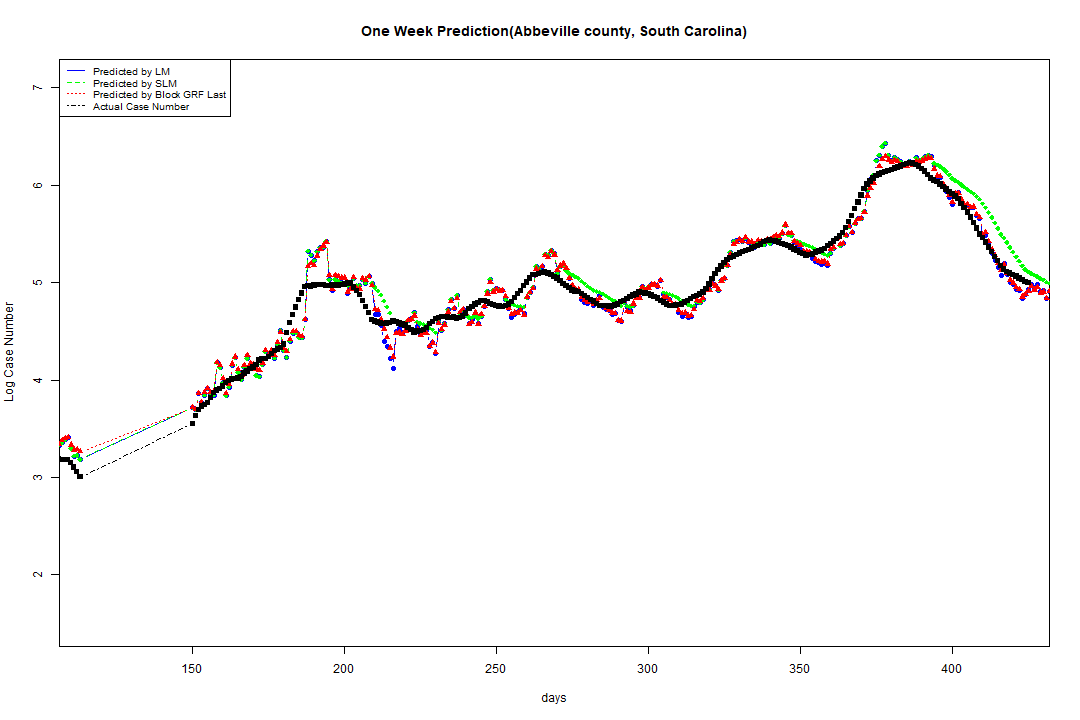 One Week Prediction(Abbeville county, South Carolina)
Predicted by LM
Predicted by SLM
Predicted by Block GRF Last
Actual Case Number
7
6
5
4
3
2
Log Case Number
150 200 250 300 350 400
days